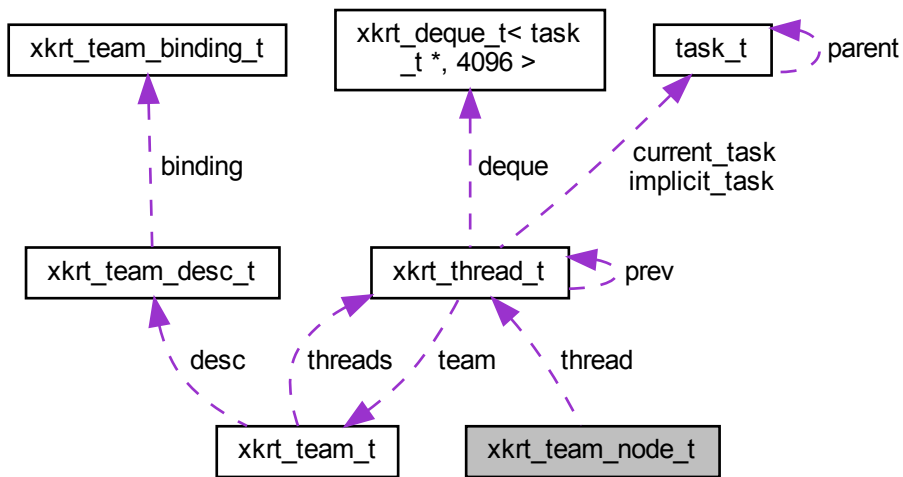 xkrt_team_binding_t
xkrt_deque_t< task
_t *, 4096 >
task_t
parent
binding
deque
current_task
implicit_task
xkrt_team_desc_t
xkrt_thread_t
prev
desc
threads
team
thread
xkrt_team_t
xkrt_team_node_t